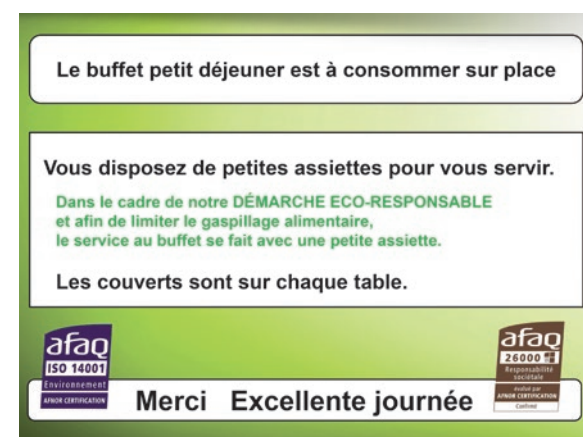 Le buffet petit déjeuner est à consommer sur place
Vous disposez de petites assiettes pour vous servir.
Dans le cadre de notre DÉMARCHE ECO-RESPONSABLE
et afin de limiter le gaspillage alimentaire,
le service au buffet se fait avec une petite assiette.
Les couverts sont sur chaque table.
afaq
ISO 14001
Environnement
AFNOR CERTIFICATION
afaq
26000
Responsabilité
sociétale
évalué par
AFNOR CERTIFICATION
Confirmé
Merci Excellente journée